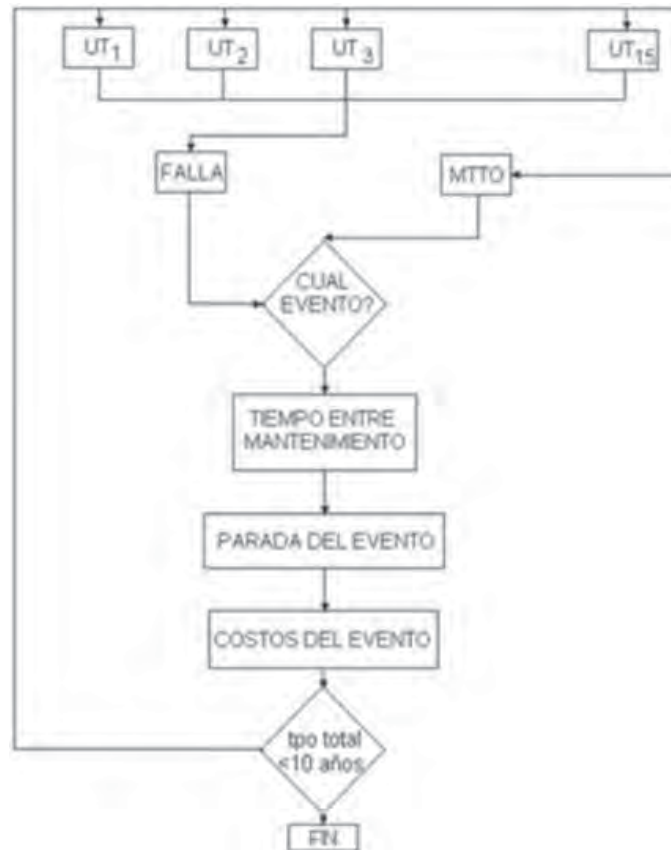 UT1 UT2 UT3 UT15
FALLA
MTTO
CUAL
EVENTO?
TIEMPO ENTRE
MANTENIMIENTO
PARADA DEL EVENTO
COSTOS DEL EVENTO
tpo total
≤10 años
FIN